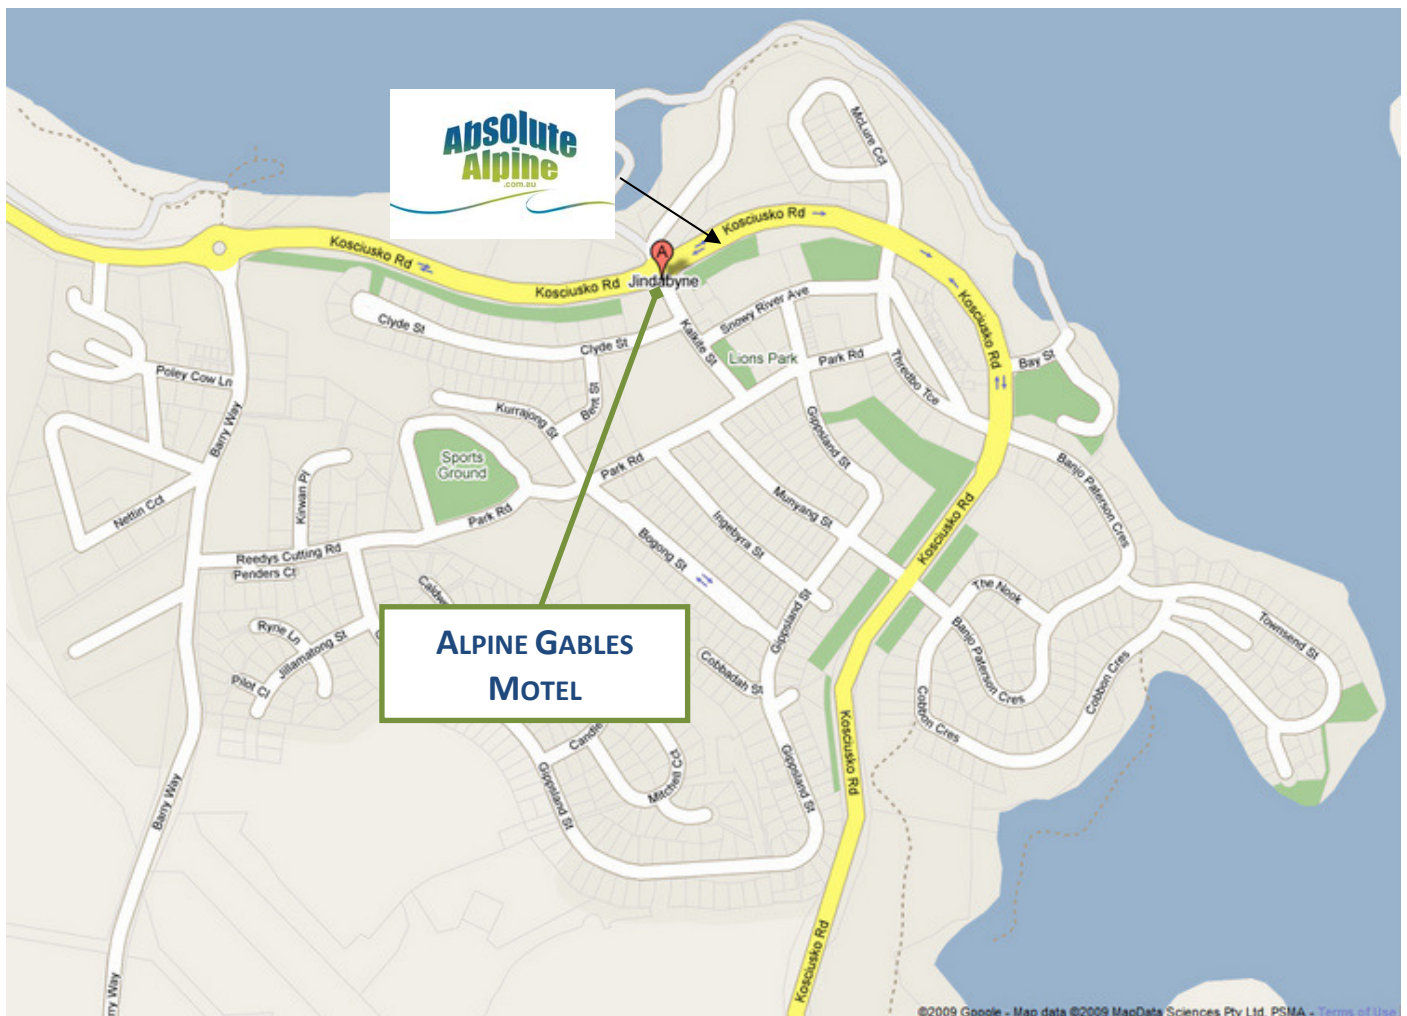 Absolute
Alpine
.com.au
McLure Cct
Kosciusko Rd
Kosciusko Rd
Kosciusko Rd
A
Jindabyne
Kosciusko Rd
Snowy River Ave
Clyde St
Clyde St
Kalkite St
Lions Park
Park Rd
Thredbo Tce
Bay St
Poley Cow Ln
Barry Way
Kurrajong St
Bent St
Gippsland St
Sports
Ground
Park Rd
Banjo Paterson Cres
Kirwan Pl
Nettin Cct
Munyang St
Park Rd
Ingebyra St
Kosciusko Rd
Reedys Cutting Rd
Penders Ct
Bogong St
The Nook
Gippsland St
Townsend St
Ryrie Ln
Jillamatong St
Pilot Cl
ALPINE GABLES
MOTEL
Cobbadah St
Banjo Paterson Cres
Cobbon Cres
Cobbon Cres
Kosciusko Rd
Gippsland St
Mitchell Cct
Gippsland St
Barry Way
Kosciusko Rd
©2009 Google - Map data ©2009 MapData Sciences Pty Ltd, PSMA - Terms of Use